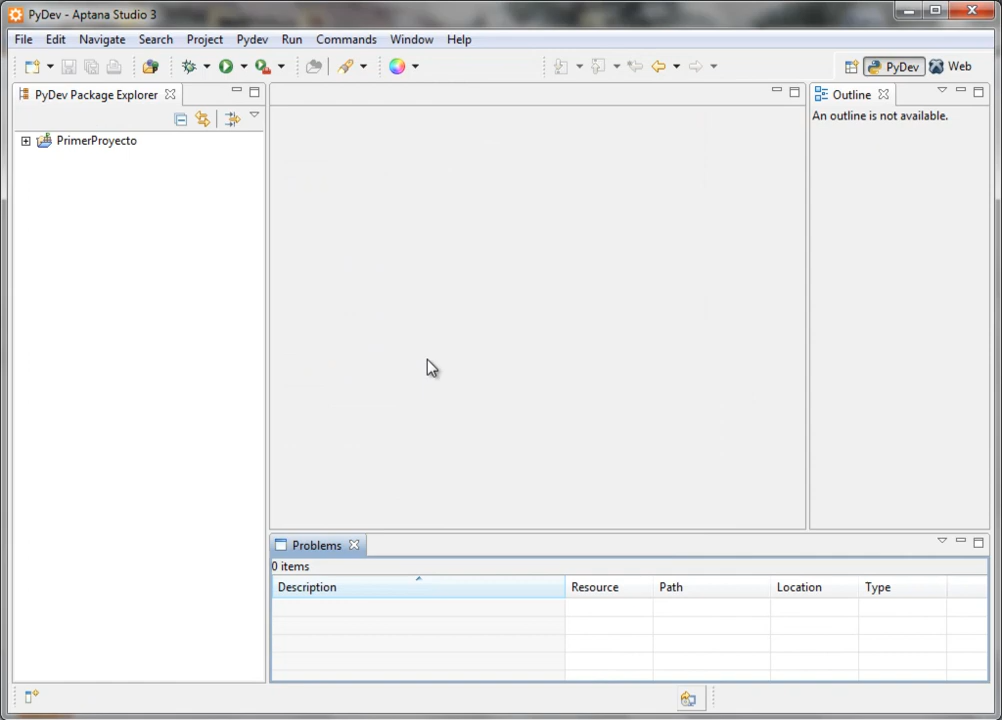 PyDev - Aptana Studio 3
File Edit Navigate Search Project Pydev Run Commands Window Help
PyDev Web
PyDev Package Explorer
Outline
An outline is not available.
PrimerProyecto
Problems
0 items
Description Resource Path Location Type